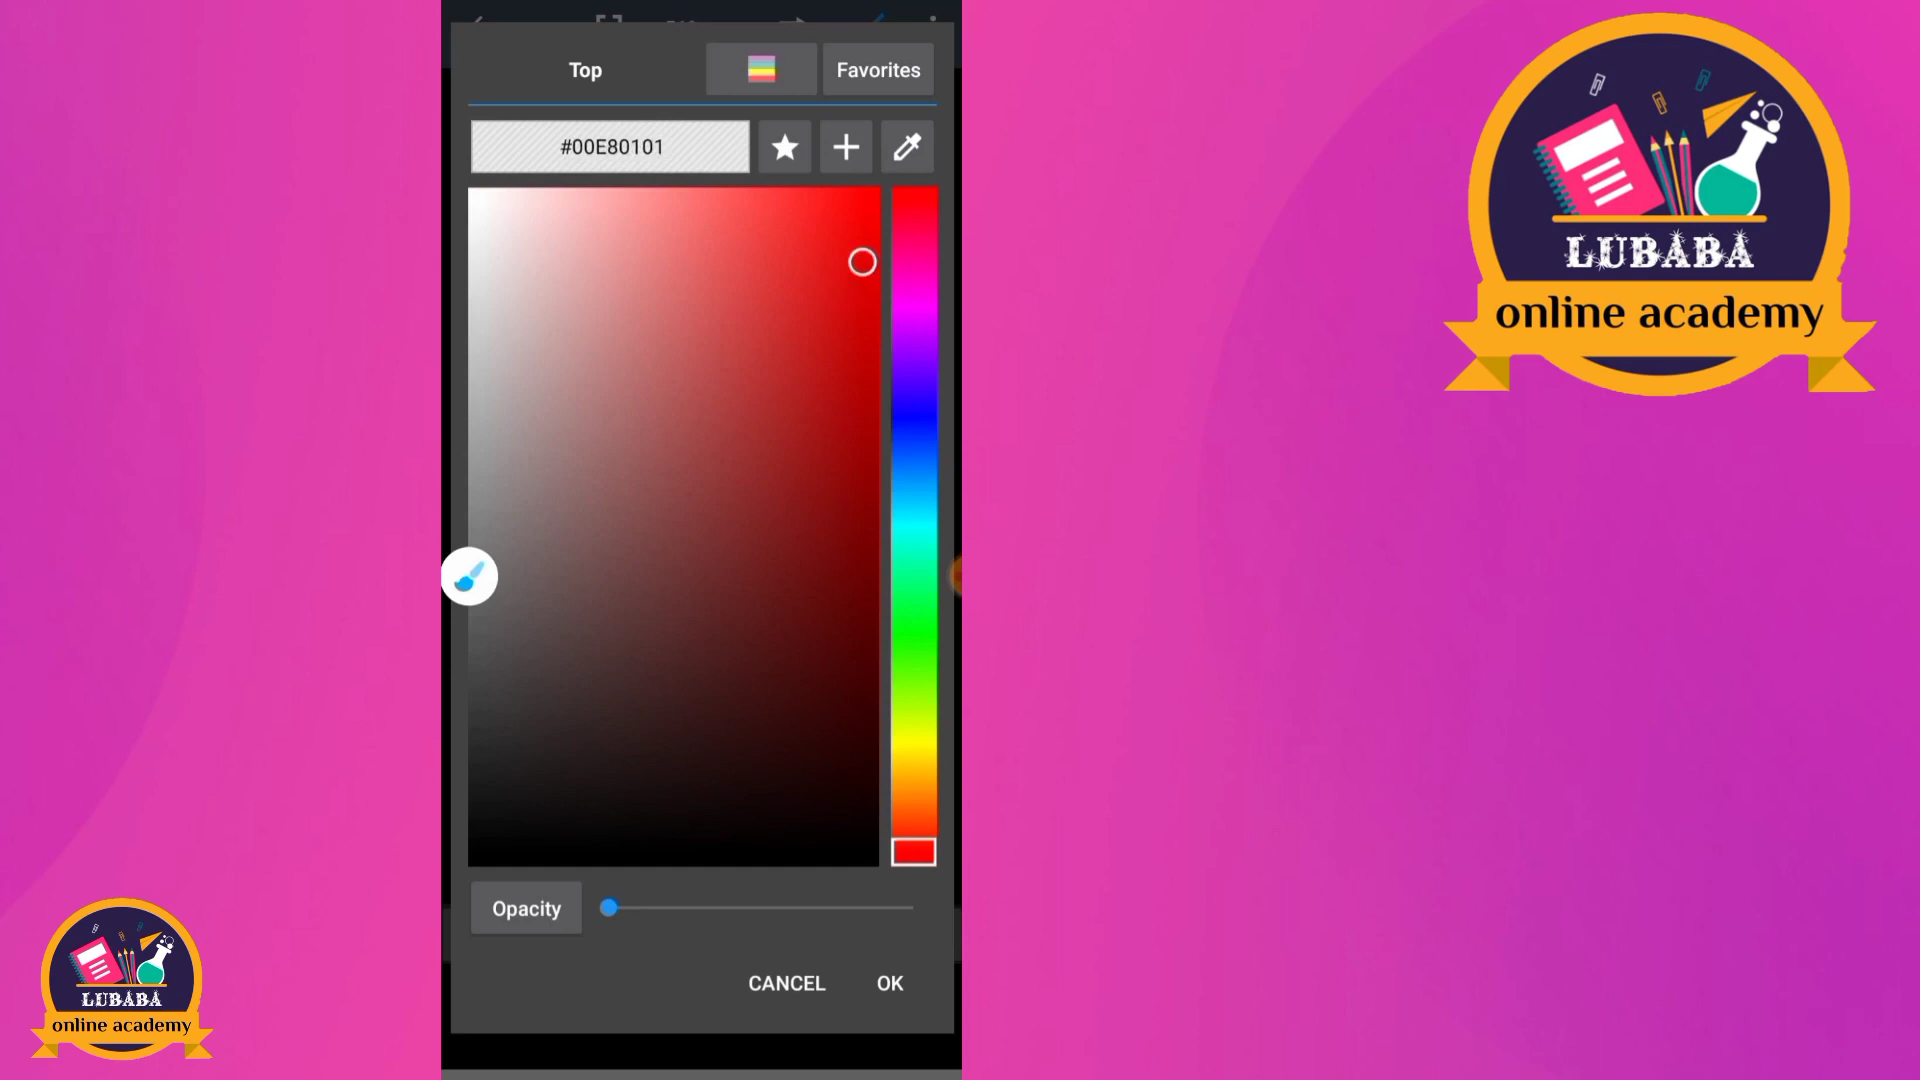 Top
Favorites
#00E80101
Opacity
CANCEL
OK
LUBABA
online academy
LUBABA
online academy